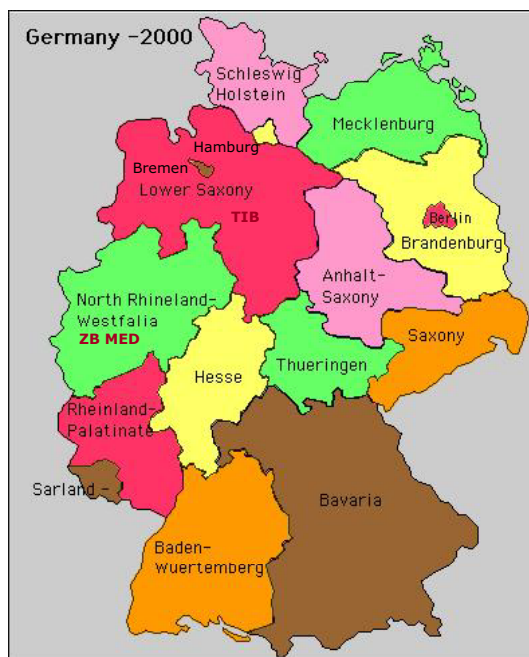 Germany -2000
Schleswig
Holstein
Mecklenburg
Hamburg
Bremen
Lower Saxony
TIB
Berlin
Brandenburg
Anhalt-
Saxony
North Rhineland-
Westfalia
ZB MED
Saxony
Thueringen
Hesse
Rheinland-
Palatinate
Sarland -
Bavaria
Baden-
Wuertemberg